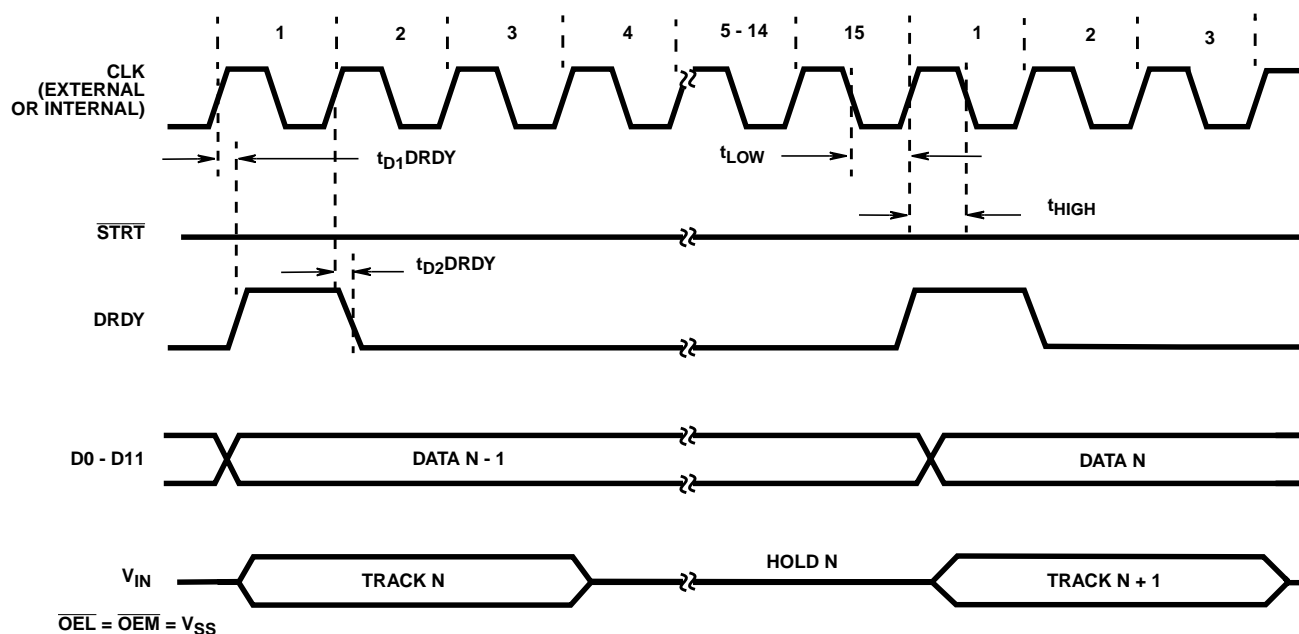 1 2 3 4 5 - 14 15 1 2 3
CLK
(EXTERNAL
OR INTERNAL)
tD1DRDY
tLOW
tHIGH
STRT
tD2DRDY
DRDY
D0 - D11
DATA N - 1
DATA N
HOLD N
VIN
TRACK N
TRACK N + 1
OEL = OEM = VSS